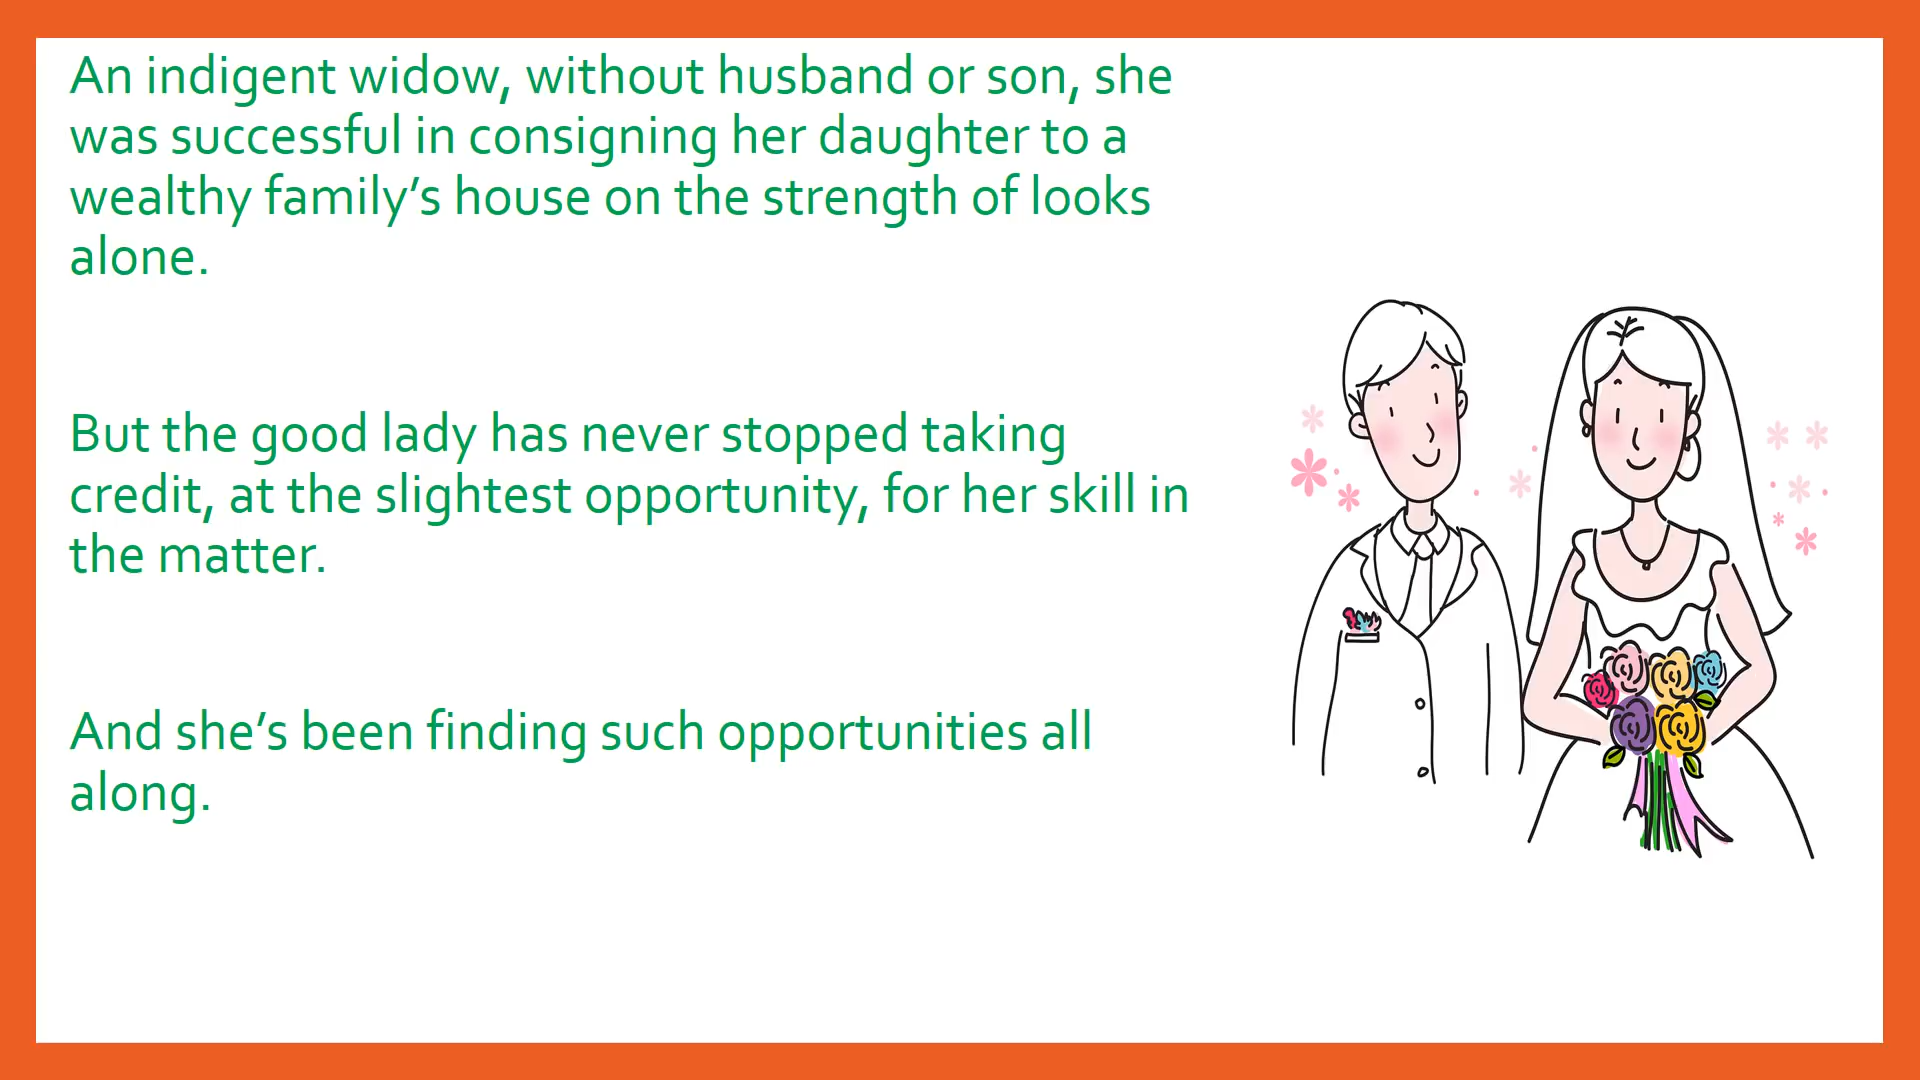 An indigent widow, without husband or son, she
was successful in consigning her daughter to a
wealthy family’s house on the strength of looks
alone.
But the good lady has never stopped taking
credit, at the slightest opportunity, for her skill in
the matter.
And she’s been finding such opportunities all
along.